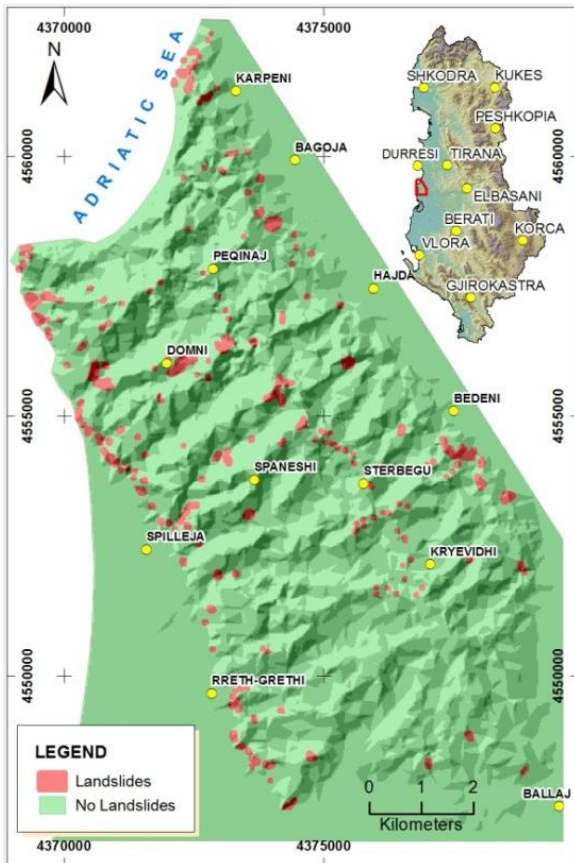 4370000
4375000
N
ADRIATIC SEA
KARPENI
SHKODRA
KUKES
PESHKOPIA
4560000
4560000
BAGOJA
DURRESI
TIRANA
ELBASANI
BERATI
KORCA
VLORA
PEQINAJ
HAJDA
GJIROKASTRA
DOMNI
BEDENI
4555000
4555000
SPANESHI
STERBEGU
SPILLEJA
KRYEVIDHI
4550000
4550000
RRETH-GRETHI
LEGEND
Landslides
No Landslides
0 1 2
Kilometers
BALLAJ
4370000
4375000